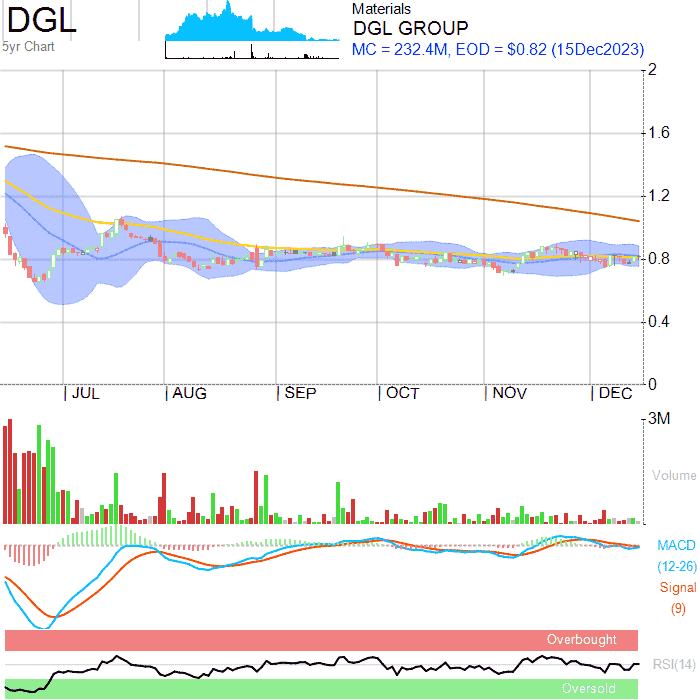 DGL
5yr Chart
Materials
DGL GROUP
MC = 232.4M, EOD = $0.82 (15Dec2023)
2
1.6
1.2
0.8
0.4
0
| JUL | AUG | SEP | OCT | NOV | DEC
3M
Volume
MACD
(12-26)
Signal
(9)
Overbought
RSI(14)
Oversold